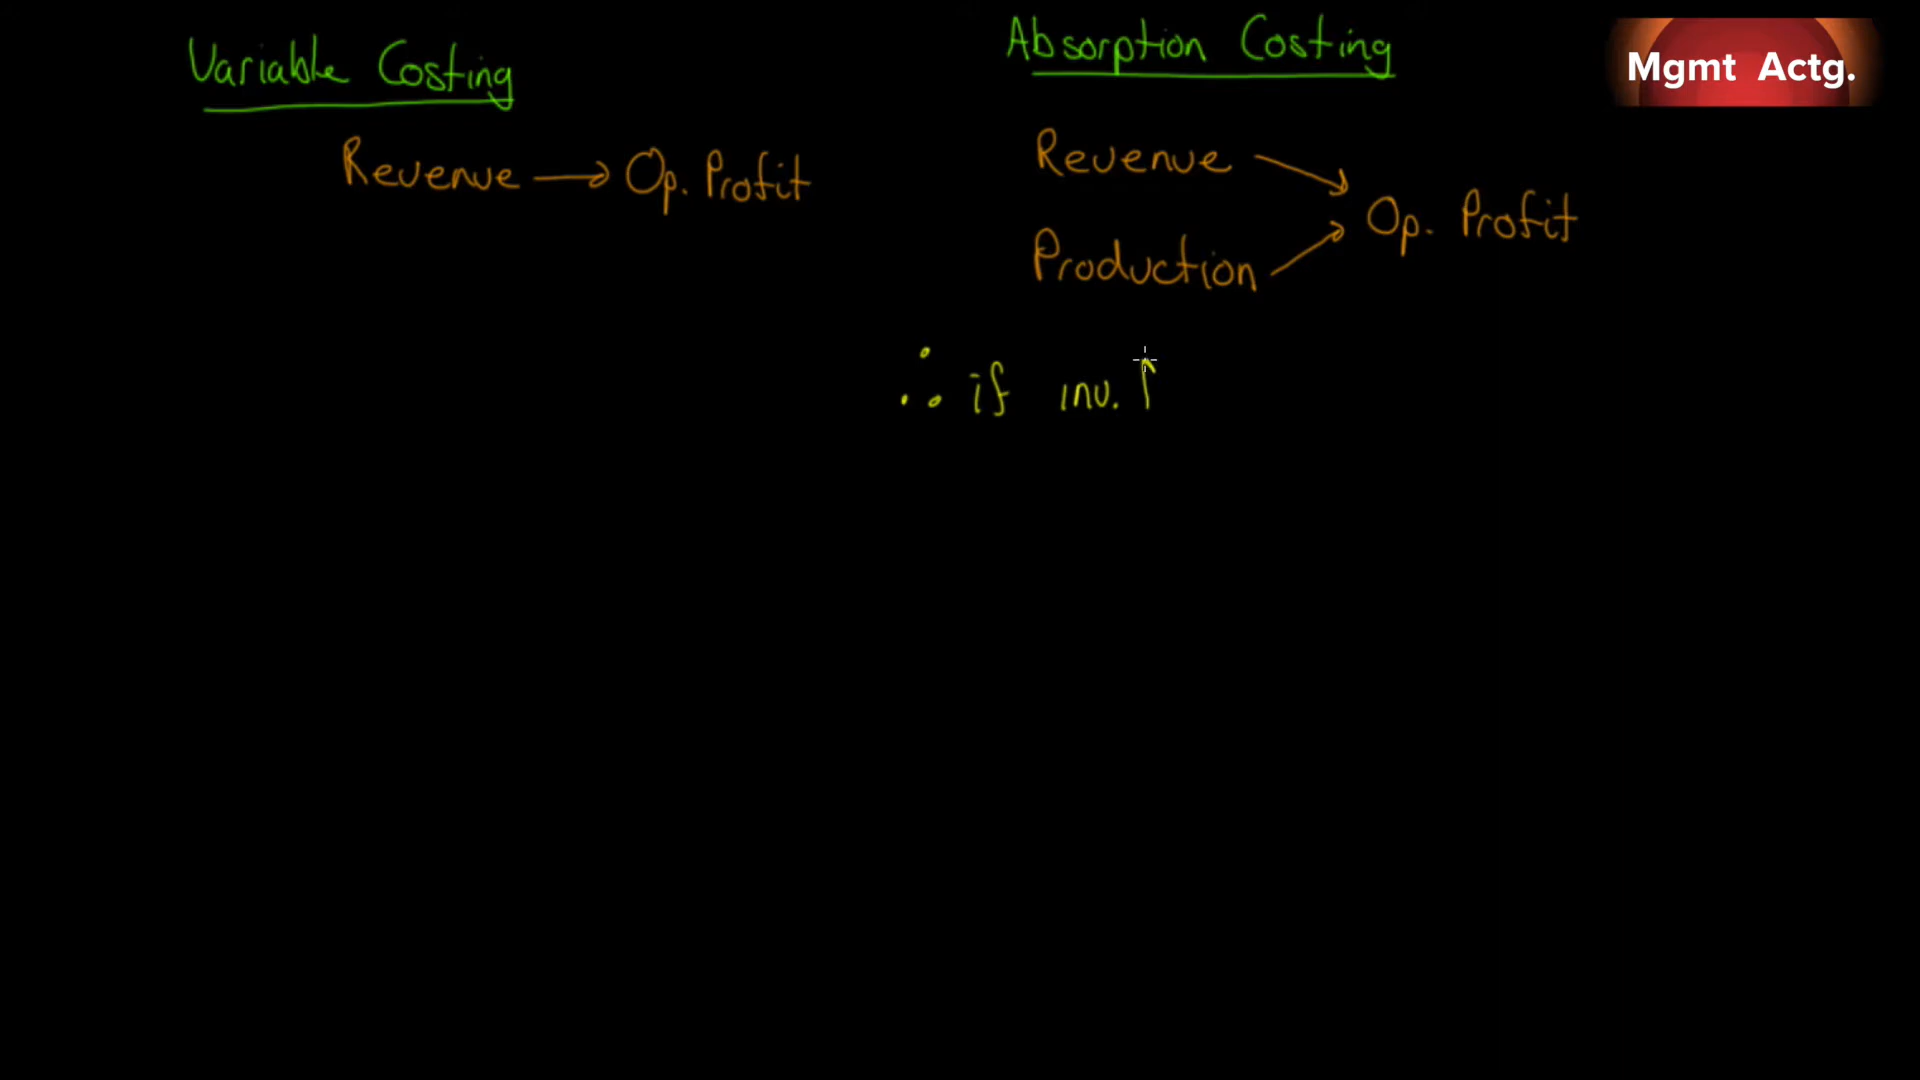 Variable Costing
Revenue → Op. Profit
Absorption Costing
Revenue
Production
Op. Profit
∴ if inv. ↑
Mgmt Actg.